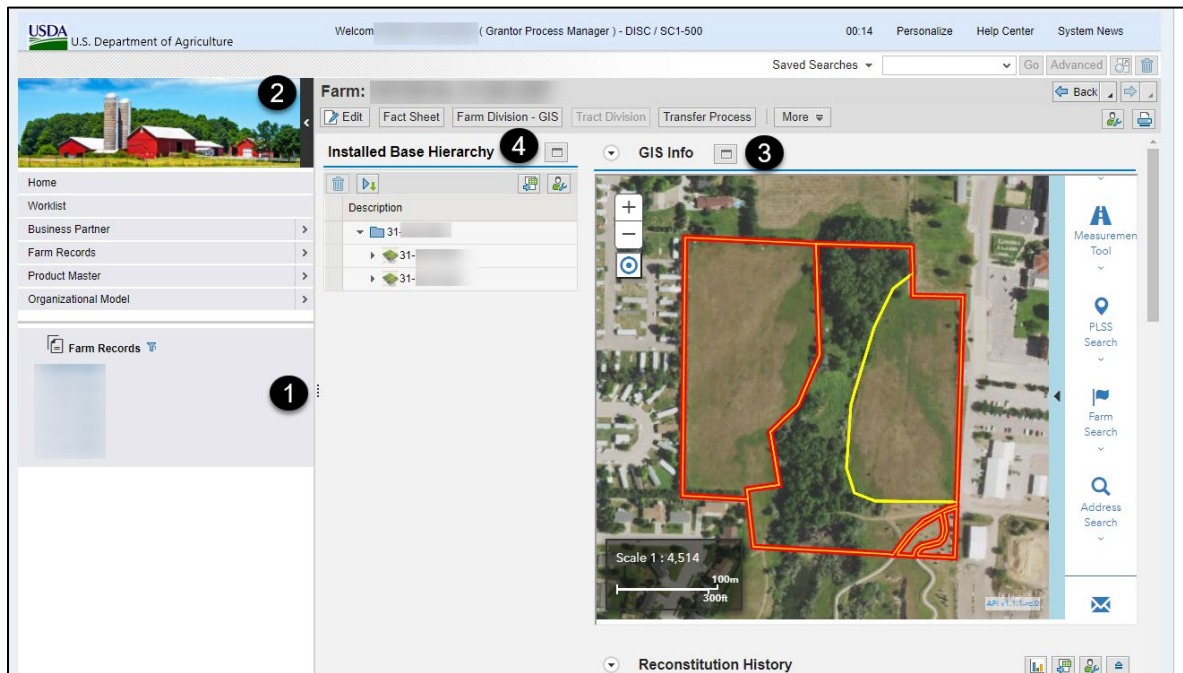 USDA
U.S. Department of Agriculture
Welcom ( Grantor Process Manager ) - DISC / SC1-500 00:14 Personalize Help Center System News
Saved Searches Go Advanced
2
Farm: Back
Edit Fact Sheet Farm Division - GIS Tract Division Transfer Process More
Installed Base Hierarchy 4
GIS Info 3
Home
Worklist
Business Partner
Farm Records
Product Master
Organizational Model
Farm Records
1
Description
31-
31-
31-
+
−
Scale 1 : 4,514
100m
300ft
Measuremen
Tool
PLSS
Search
Farm
Search
Address
Search
Reconstitution History